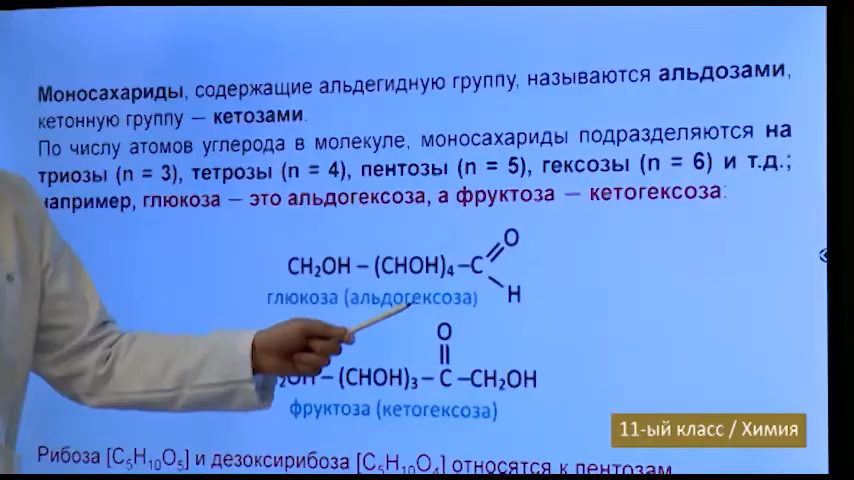 Моносахариды, содержащие альдегидную группу, называются альдозами,
кетонную группу – кетозами.
По числу атомов углерода в молекуле, моносахариды подразделяются на
триозы (n = 3), тетрозы (n = 4), пентозы (n = 5), гексозы (n = 6) и т.д.;
например, глюкоза – это альдогексоза, а фруктоза – кетогексоза:
O
CH₂OH – (CHOH)₄ –C
H
глюкоза (альдогексоза)
O
₂OH – (CHOH)₃ – C –CH₂OH
фруктоза (кетогексоза)
11-ый класс / Химия
Рибоза [C₅H₁₀O₅] и дезоксирибоза [C₅H₁₀O₄] относятся к пентозам